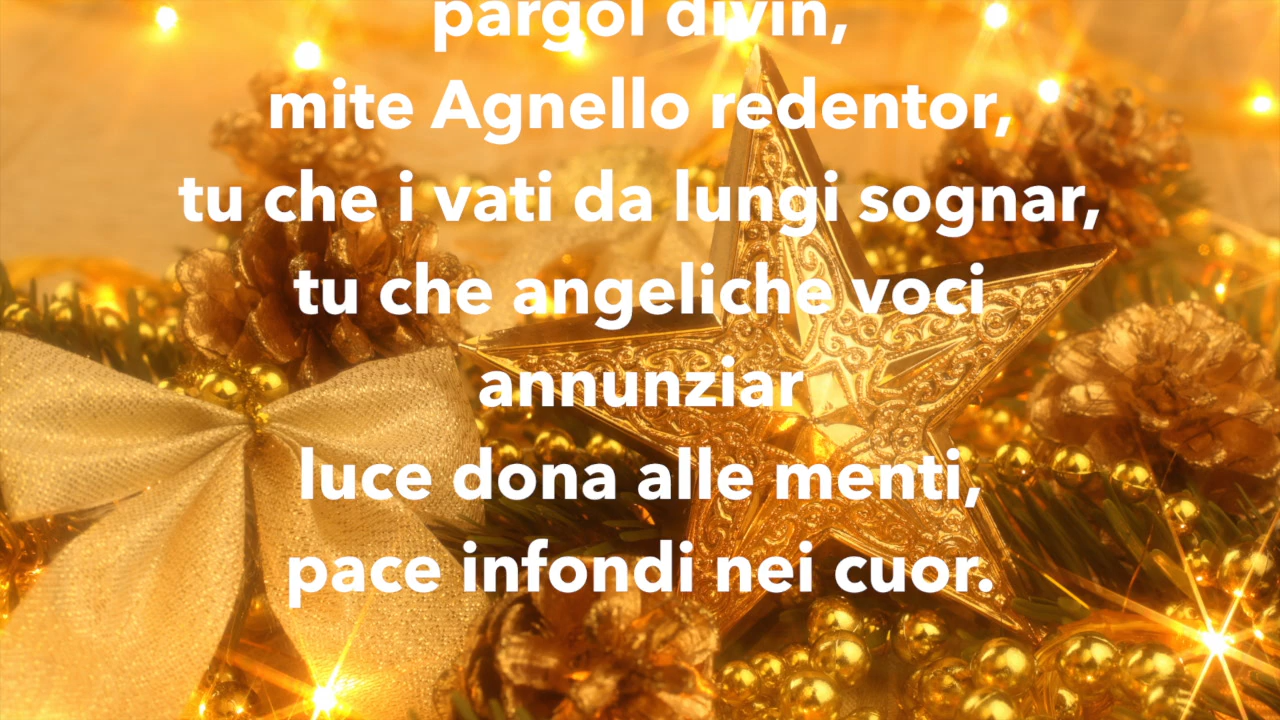 pargol divin,
mite Agnello redentor,
tu che i vati da lungi sognar,
tu che angeliche voci
annunziar
luce dona alle menti,
pace infondi nei cuor.